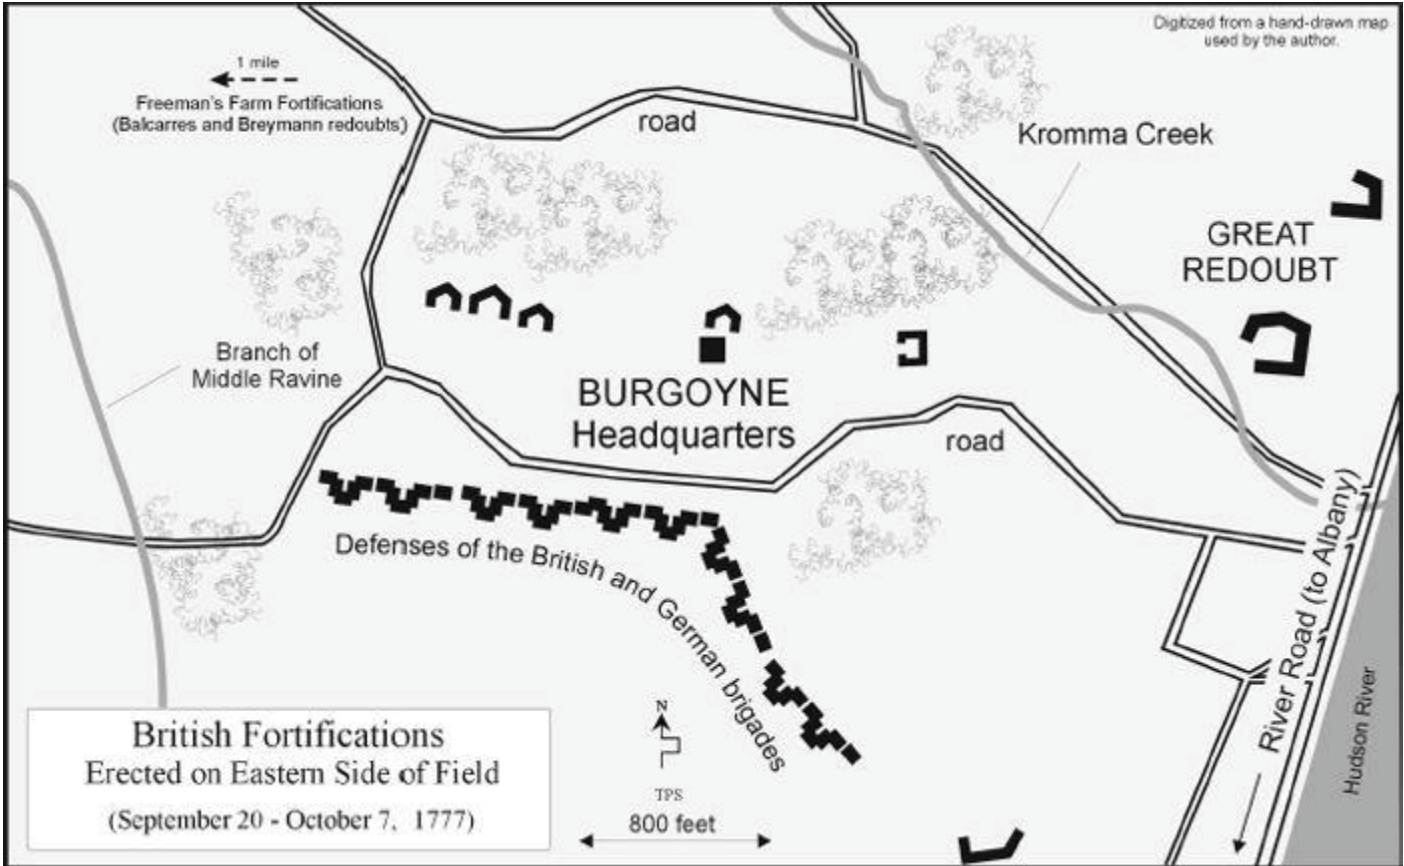 Digitized from a hand-drawn map
used by the author.
1 mile
Freeman's Farm Fortifications
(Balcarres and Breymann redoubts)
road
Kromma Creek
GREAT
REDOUBT
Branch of
Middle Ravine
BURGOYNE
Headquarters
road
Defenses of the British and German brigades
River Road (to Albany)
Hudson River
N
TPS
800 feet
British Fortifications
Erected on Eastern Side of Field
(September 20 - October 7, 1777)